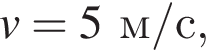 v = 5 м/с,